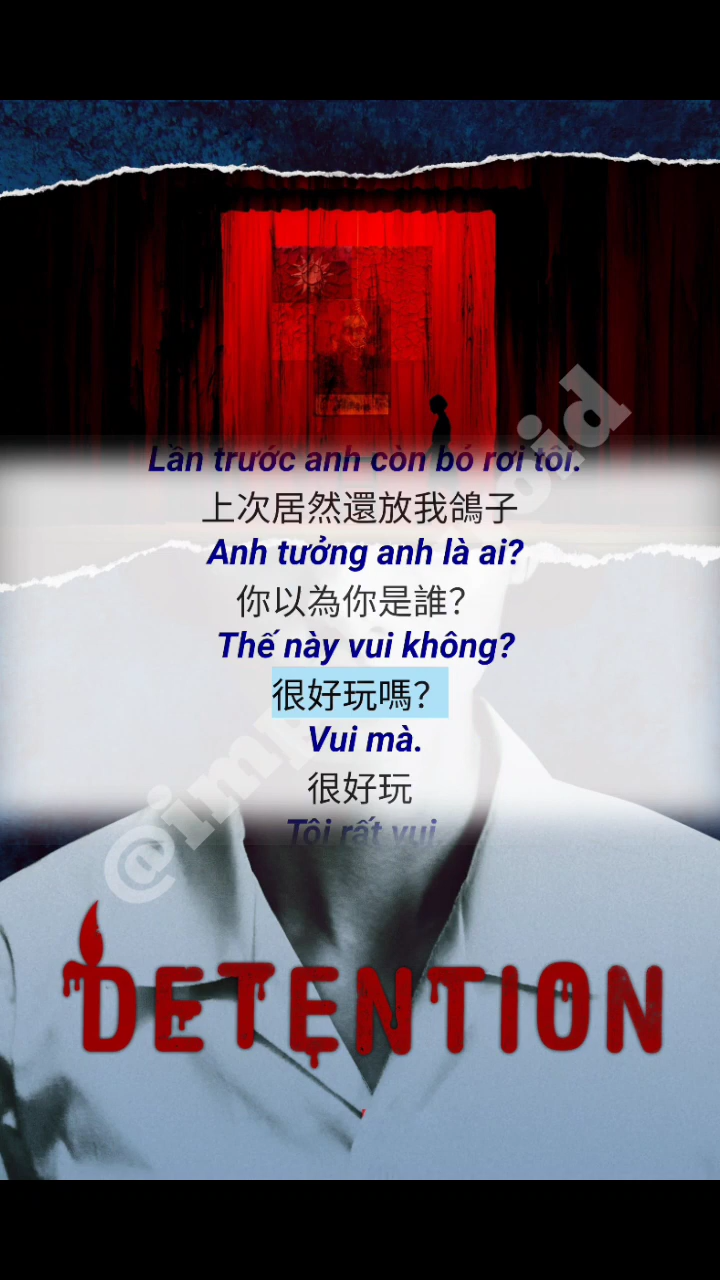 Lần trước anh còn bỏ rơi tôi.
上次居然還放我鴿子
Anh tưởng anh là ai?
你以為你是誰?
Thế này vui không?
很好玩嗎?
Vui mà.
很好玩
Tôi rất vui.
DETENTION